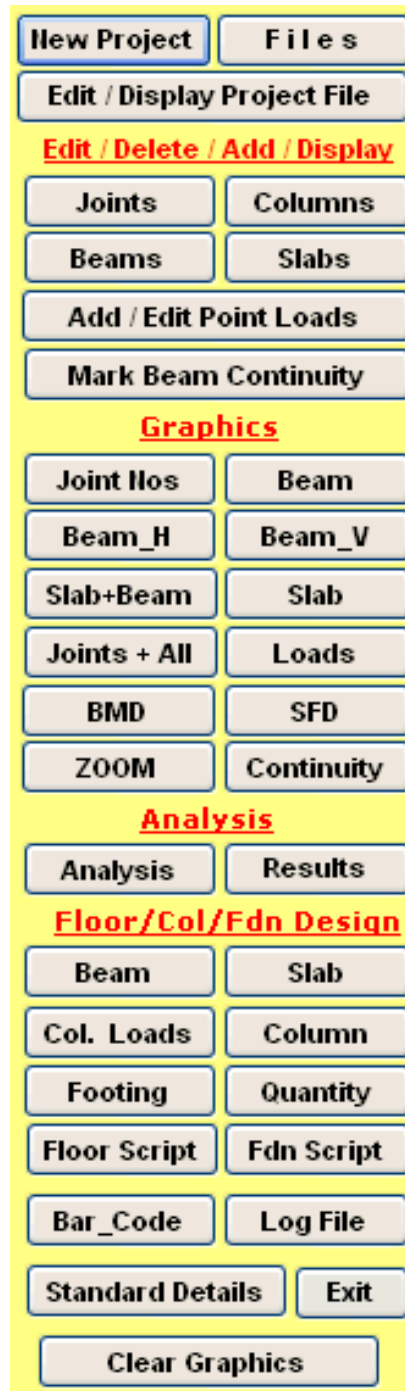 New Project Files
Edit / Display Project File
Edit / Delete / Add / Display
Joints Columns
Beams Slabs
Add / Edit Point Loads
Mark Beam Continuity
Graphics
Joint Nos Beam
Beam_H Beam_V
Slab+Beam Slab
Joints + All Loads
BMD SFD
ZOOM Continuity
Analysis
Analysis Results
Floor/Col/Fdn Design
Beam Slab
Col. Loads Column
Footing Quantity
Floor Script Fdn Script
Bar_Code Log File
Standard Details Exit
Clear Graphics